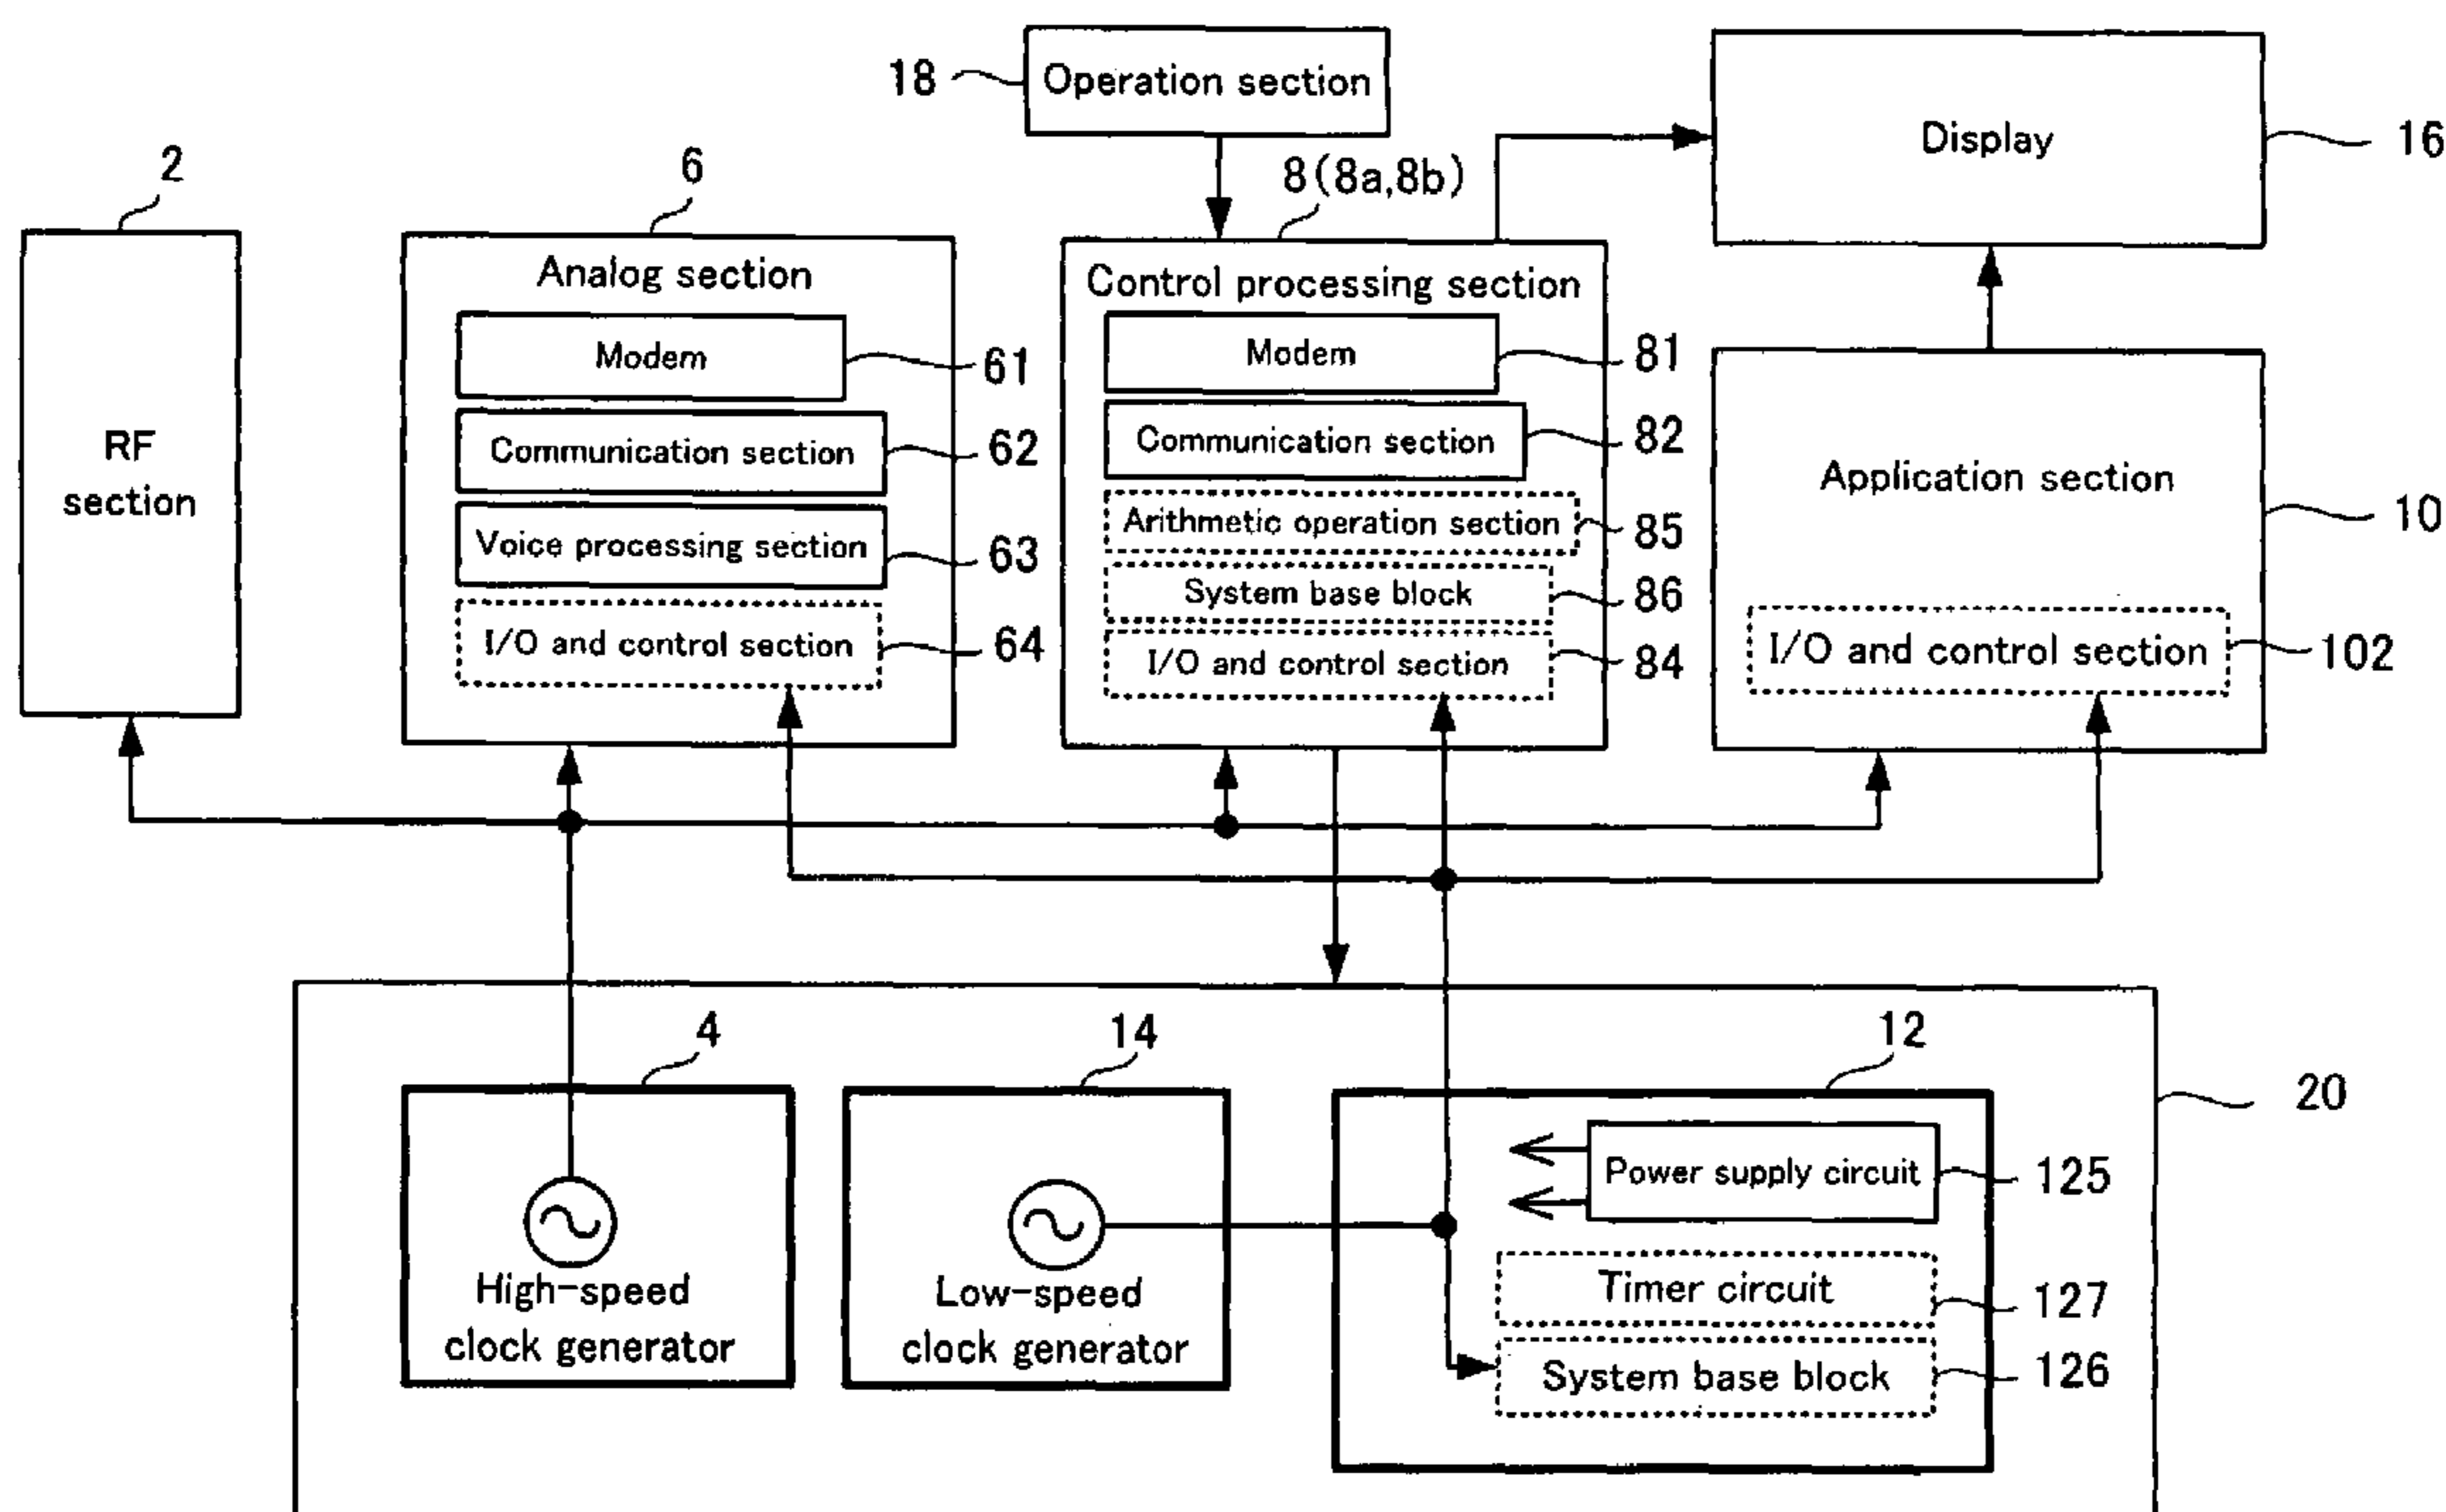 18
Operation section
Display
16
2
6
8(8a,8b)
RF
section
Analog section
Modem
61
Communication section
62
Voice processing section
63
I/O and control section
64
Control processing section
Modem
81
Communication section
82
Arithmetic operation section
85
System base block
86
I/O and control section
84
Application section
10
I/O and control section
102
4
14
12
20
High-speed
clock generator
Low-speed
clock generator
Power supply circuit
125
Timer circuit
127
System base block
126